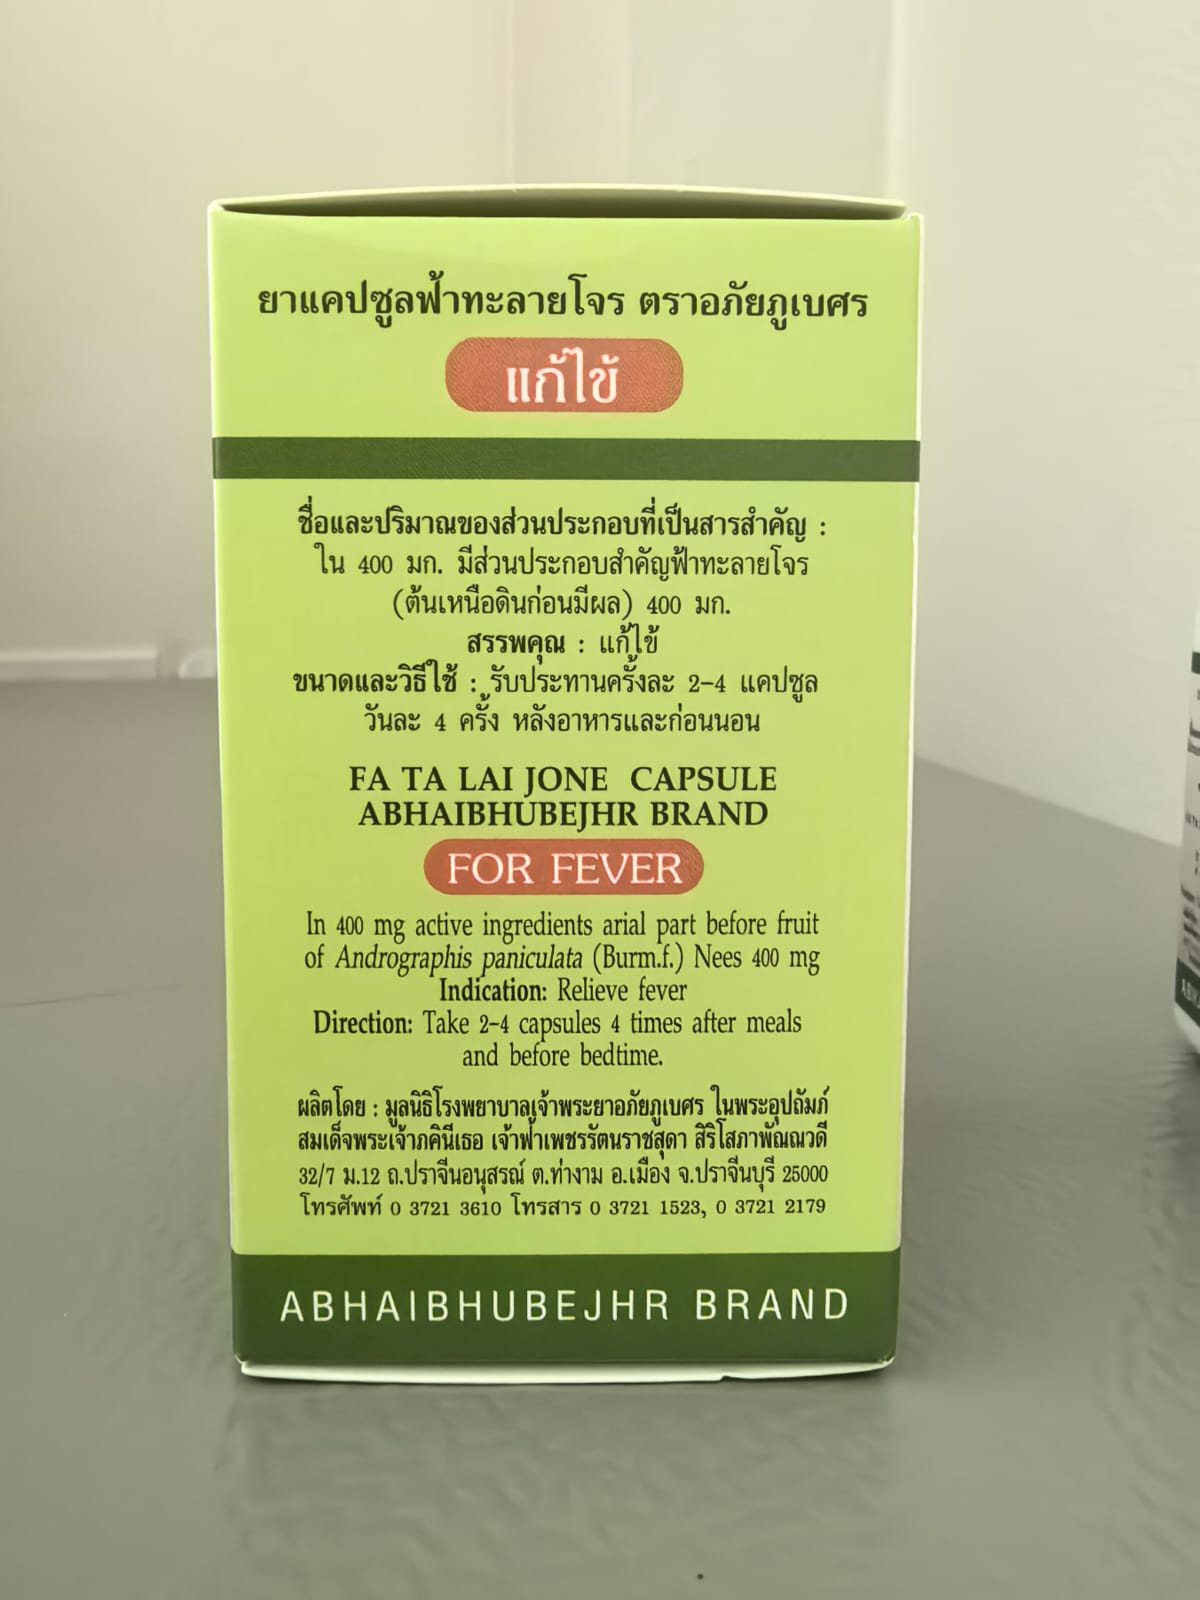 ยาแคปซูลฟ้าทะลายโจร ตราอภัยภูเบศร
แก้ไข้
ชื่อและปริมาณของส่วนประกอบที่เป็นสารสำคัญ :
ใน 400 มก. มีส่วนประกอบสำคัญฟ้าทะลายโจร
(ต้นเหนือดินก่อนมีผล) 400 มก.
สรรพคุณ : แก้ไข้
ขนาดและวิธีใช้ : รับประทานครั้งละ 2-4 แคปซูล
วันละ 4 ครั้ง หลังอาหารและก่อนนอน
FA TA LAI JONE CAPSULE
ABHAIBHUBEJHR BRAND
FOR FEVER
In 400 mg active ingredients arial part before fruit
of Andrographis paniculata (Burm.f.) Nees 400 mg
Indication: Relieve fever
Direction: Take 2-4 capsules 4 times after meals
and before bedtime.
ผลิตโดย : มูลนิธิโรงพยาบาลเจ้าพระยาอภัยภูเบศร ในพระอุปถัมภ์
สมเด็จพระเจ้าภคินีเธอ เจ้าฟ้าเพชรรัตนราชสุดา สิริโสภาพัณณวดี
32/7 ม.12 ถ.ปราจีนอนุสรณ์ ต.ท่างาม อ.เมือง จ.ปราจีนบุรี 25000
โทรศัพท์ 0 3721 3610 โทรสาร 0 3721 1523, 0 3721 2179
ABHAIBHUBEJHR BRAND